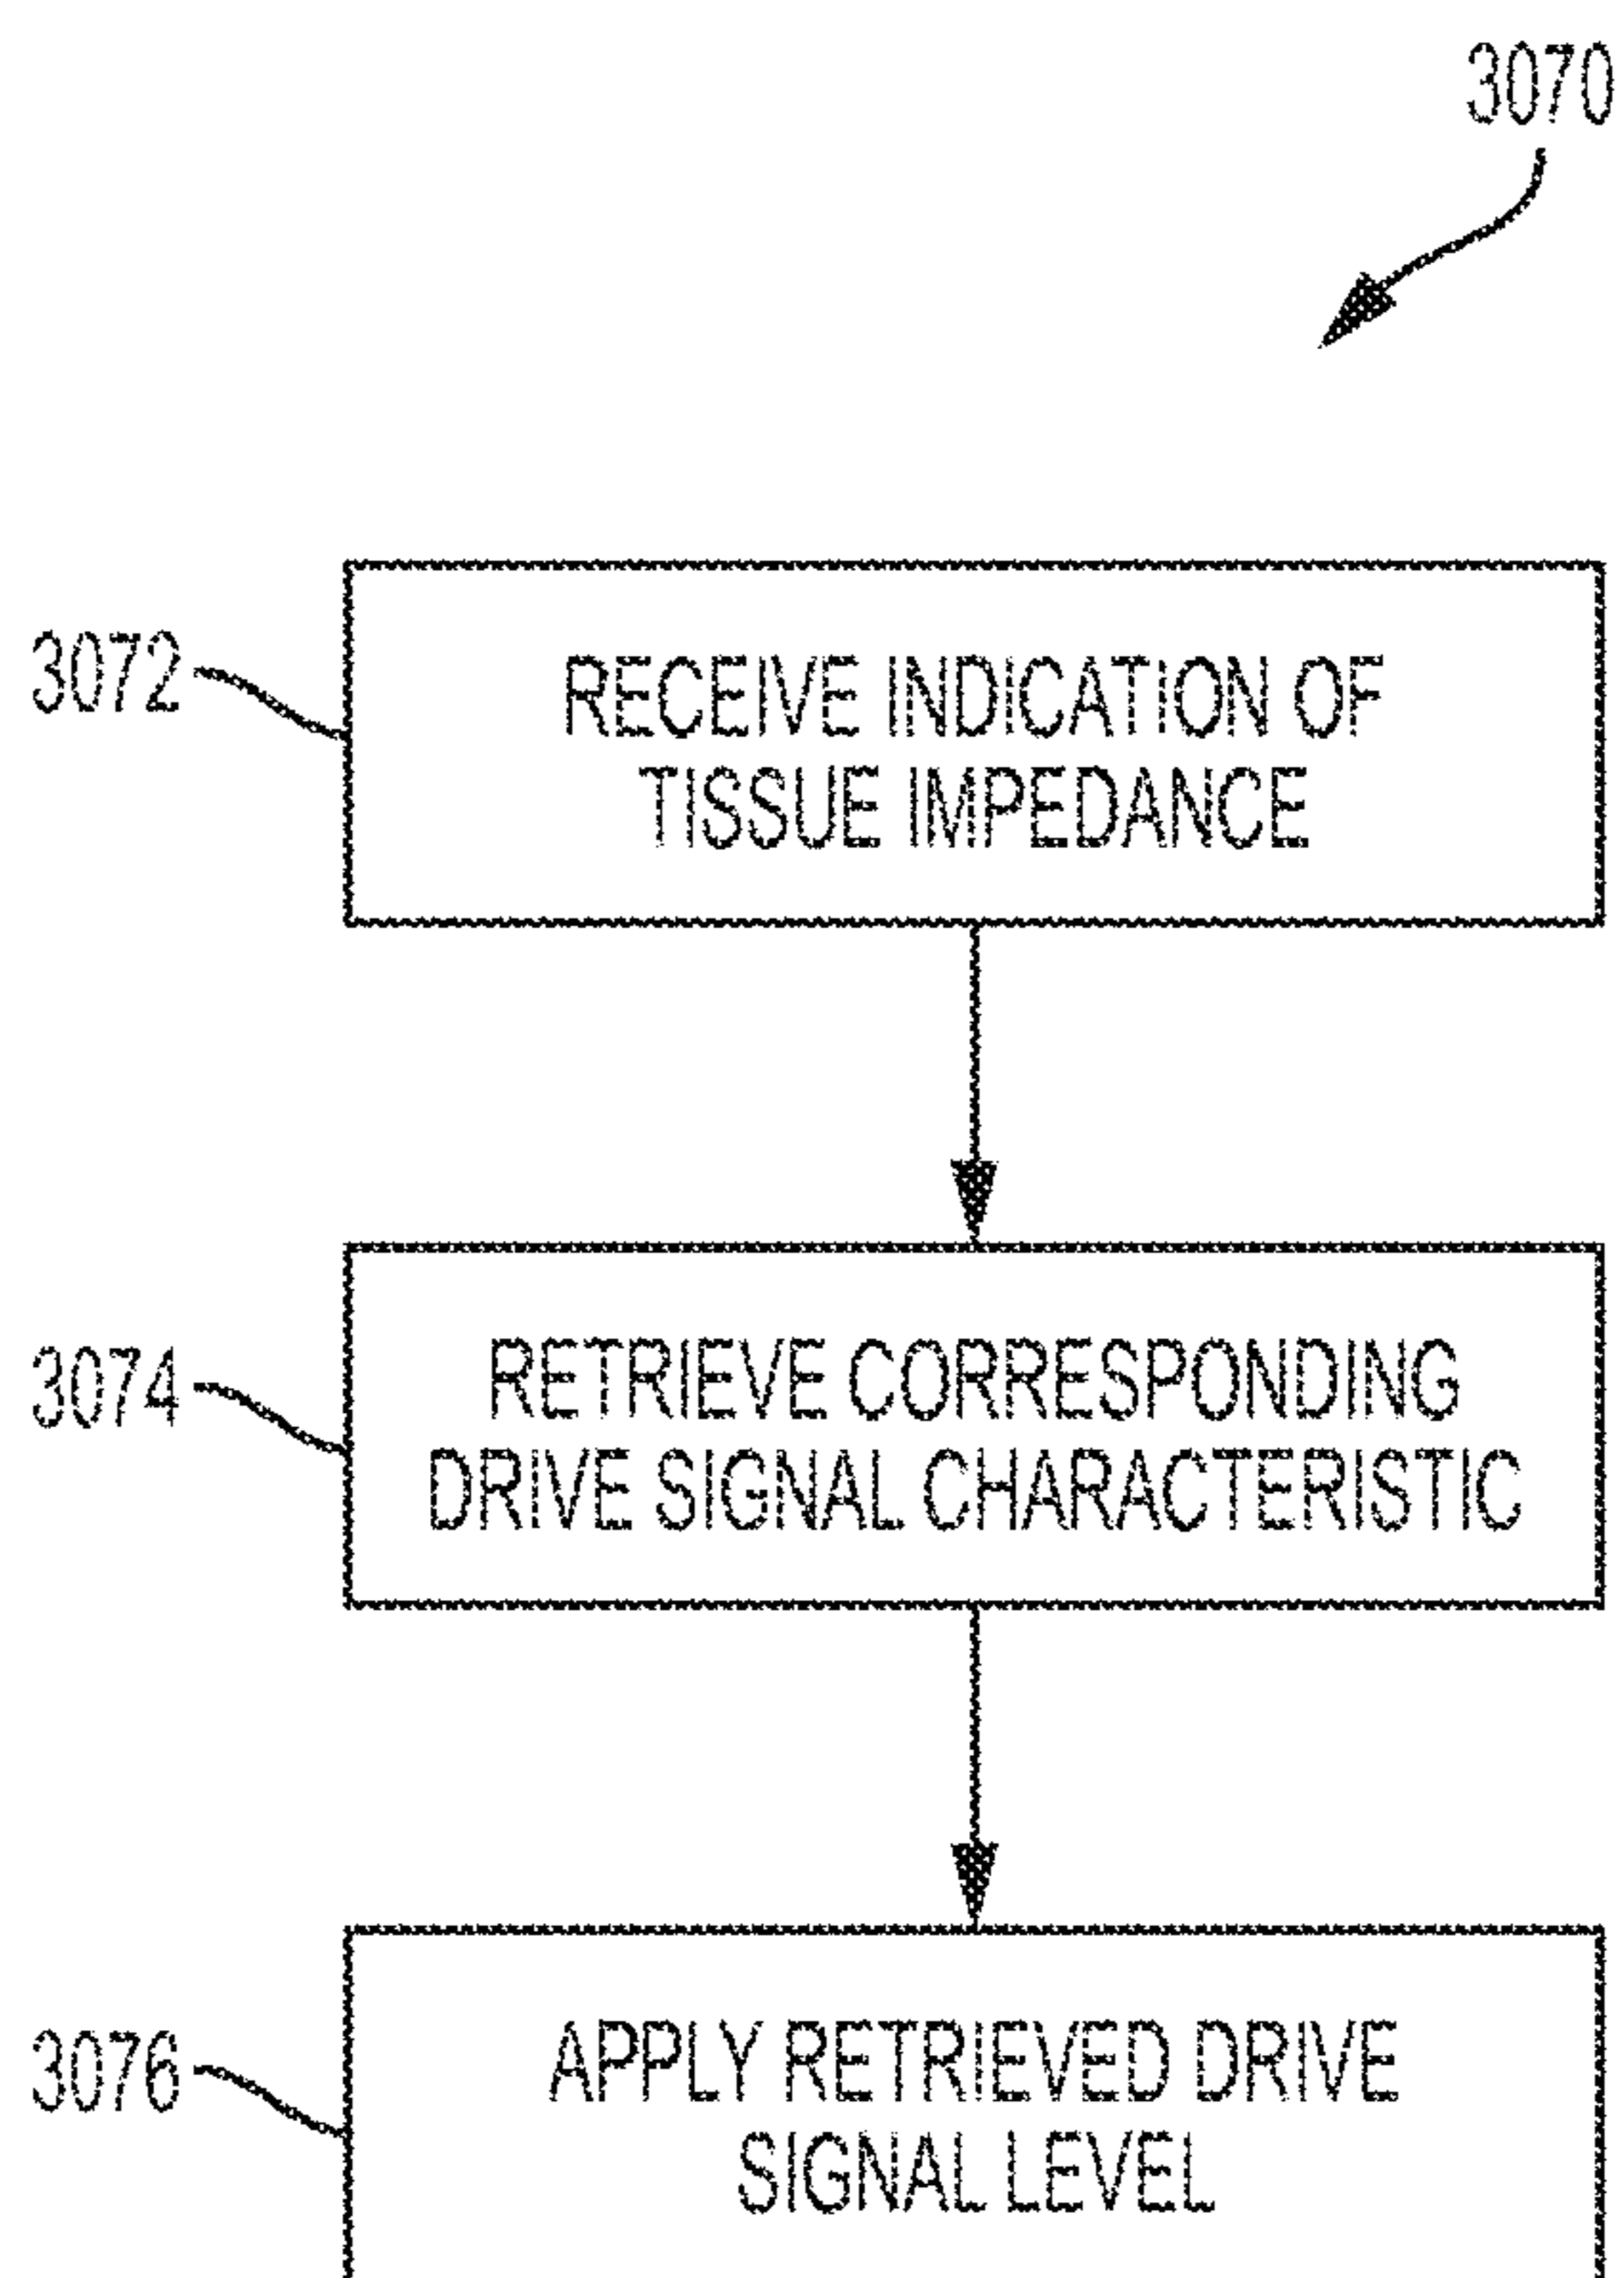 3070
3072
RECEIVE INDICATION OF
TISSUE IMPEDANCE
3074
RETRIEVE CORRESPONDING
DRIVE SIGNAL CHARACTERISTIC
3076
APPLY RETRIEVED DRIVE
SIGNAL LEVEL